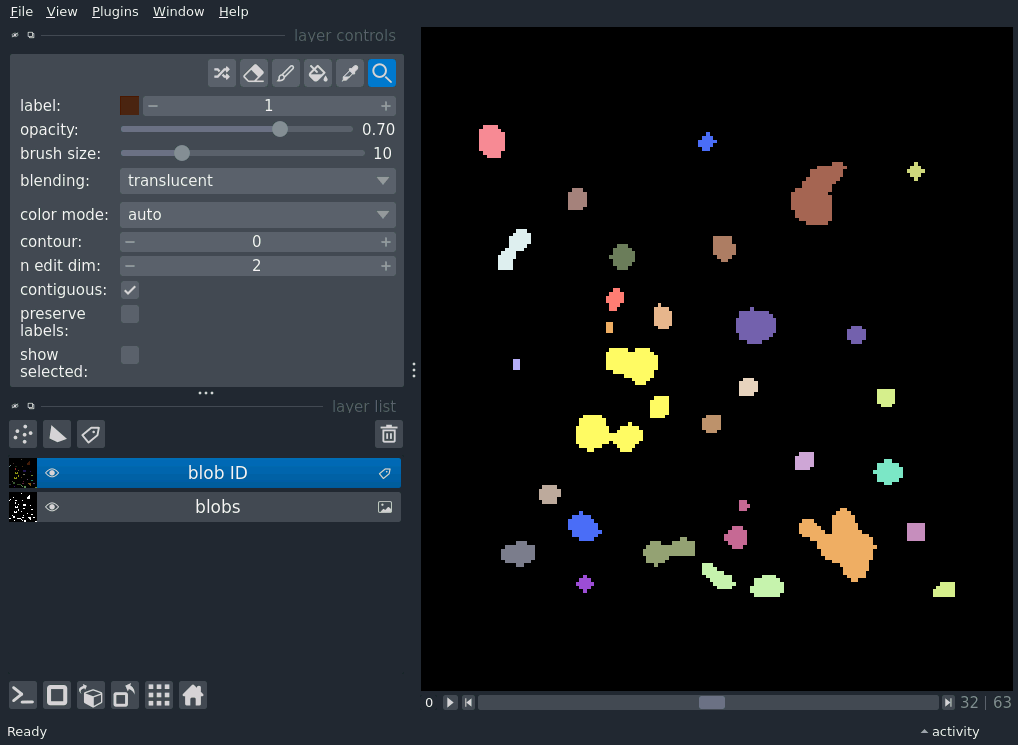 File View Plugins Window Help
layer controls
label: 1
opacity: 0.70
brush size: 10
blending: translucent
color mode: auto
contour: 0
n edit dim: 2
contiguous:
preserve
labels:
show
selected:
layer list
blob ID
blobs
0 32 | 63
Ready activity